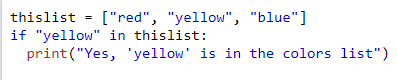 thislist = ["red", "yellow", "blue"]
if "yellow" in thislist:
  print("Yes, 'yellow' is in the colors list")